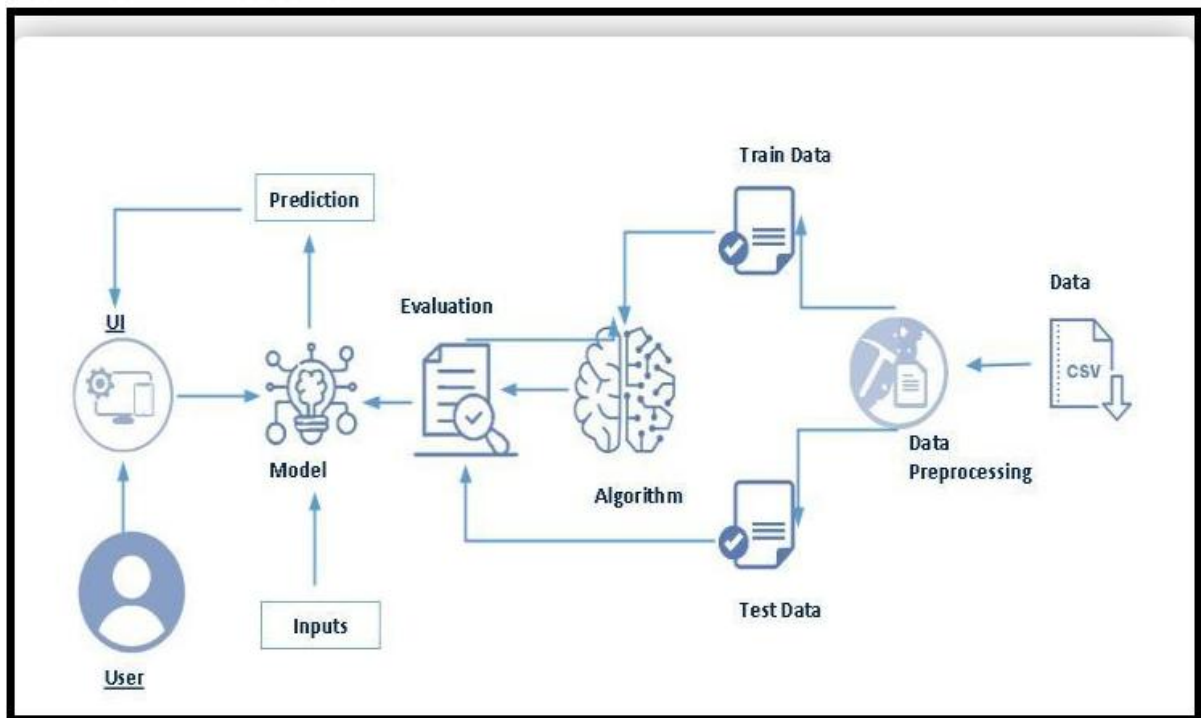 Train Data
Prediction
Data
Evaluation
UI
CSV
Data
Preprocessing
Model
Algorithm
Test Data
Inputs
User